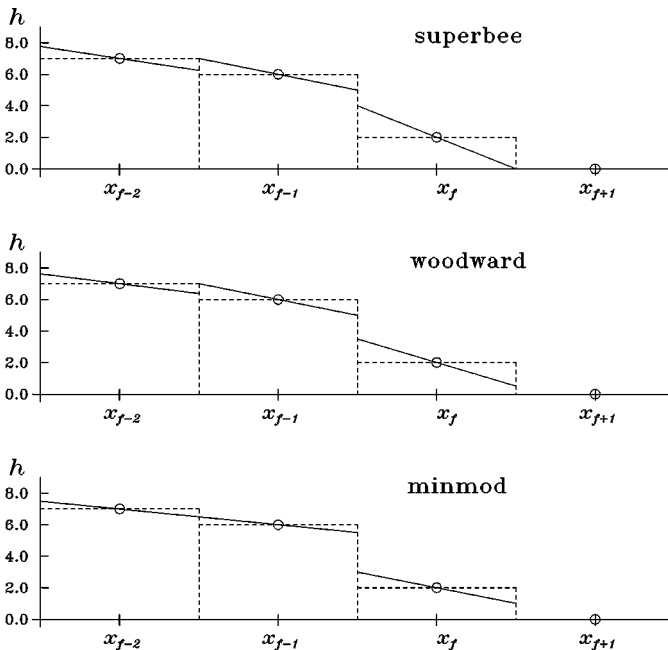 h
superbee
8.0
6.0
4.0
2.0
0.0
x_{f-2} x_{f-1} x_f x_{f+1}
h
woodward
8.0
6.0
4.0
2.0
0.0
x_{f-2} x_{f-1} x_f x_{f+1}
h
minmod
8.0
6.0
4.0
2.0
0.0
x_{f-2} x_{f-1} x_f x_{f+1}